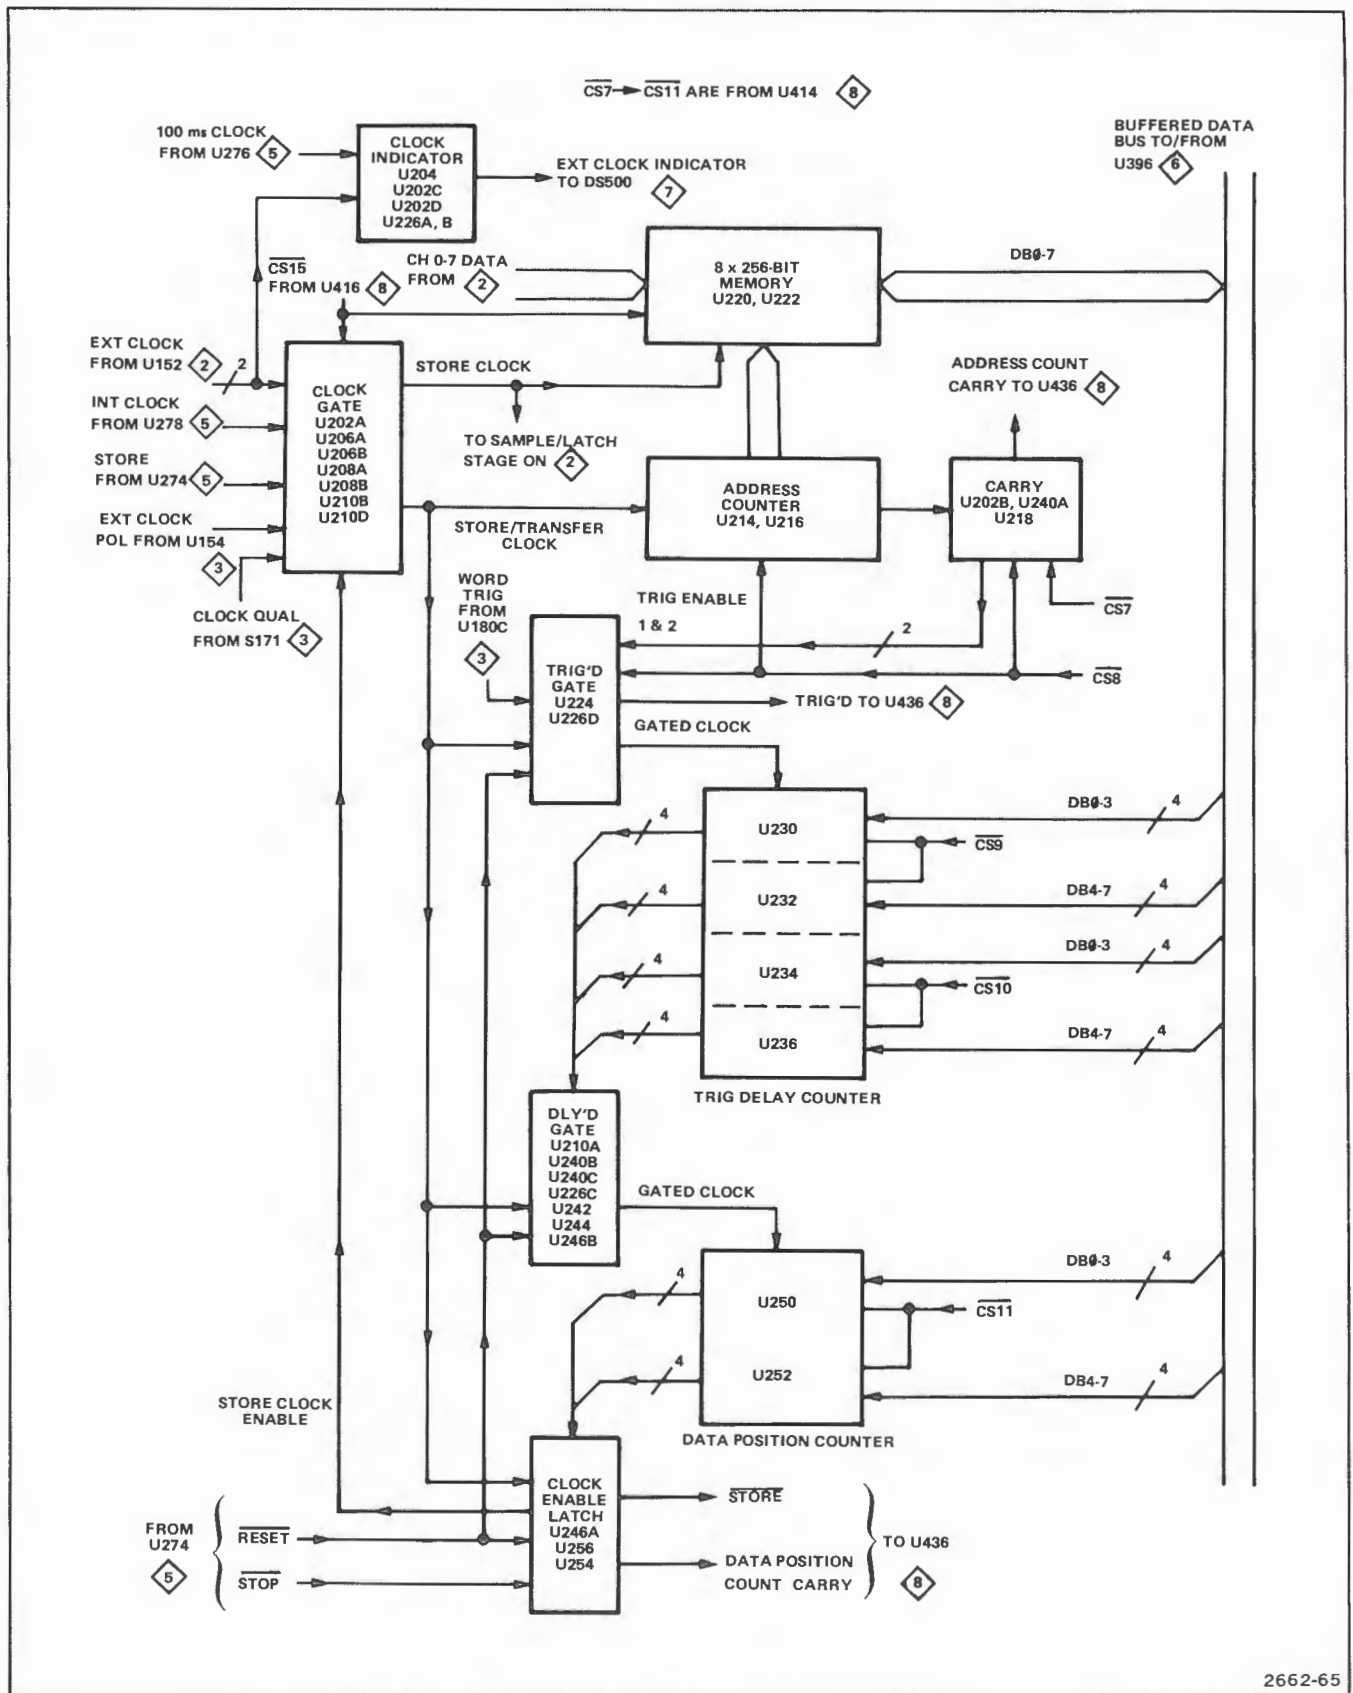 CS7 → CS11 ARE FROM U414 8
100 ms CLOCK
FROM U276 5
CLOCK
INDICATOR
U204
U202C
U202D
U226A, B
EXT CLOCK INDICATOR
TO DS500
7
BUFFERED DATA
BUS TO/FROM
U396 6
CS15
FROM U416 8
CH 0-7 DATA
FROM 2
8 x 256-BIT
MEMORY
U220, U222
DBØ-7
EXT CLOCK
FROM U152 2
2
INT CLOCK
FROM U278 5
STORE
FROM U274 5
EXT CLOCK
POL FROM U154
3
CLOCK QUAL
FROM S171 3
CLOCK
GATE
U202A
U206A
U206B
U208A
U208B
U210B
U210D
STORE CLOCK
TO SAMPLE/LATCH
STAGE ON 2
STORE/TRANSFER
CLOCK
ADDRESS
COUNTER
U214, U216
ADDRESS COUNT
CARRY TO U436 8
CARRY
U202B, U240A
U218
CS7
WORD
TRIG
FROM
U180C
3
TRIG ENABLE
1 & 2
2
CS8
TRIG'D
GATE
U224
U226D
TRIG'D TO U436 8
GATED CLOCK
U230
U232
U234
U236
4
4
4
4
DBØ-3 4
CS9
DB4-7 4
DBØ-3 4
CS10
DB4-7 4
TRIG DELAY COUNTER
DLY'D
GATE
U210A
U240B
U240C
U226C
U242
U244
U246B
GATED CLOCK
U250
U252
4
4
DBØ-3 4
CS11
DB4-7 4
DATA POSITION COUNTER
STORE CLOCK
ENABLE
CLOCK
ENABLE
LATCH
U246A
U256
U254
FROM
U274
5
RESET
STOP
STORE
DATA POSITION
COUNT CARRY
TO U436
8
2662-65